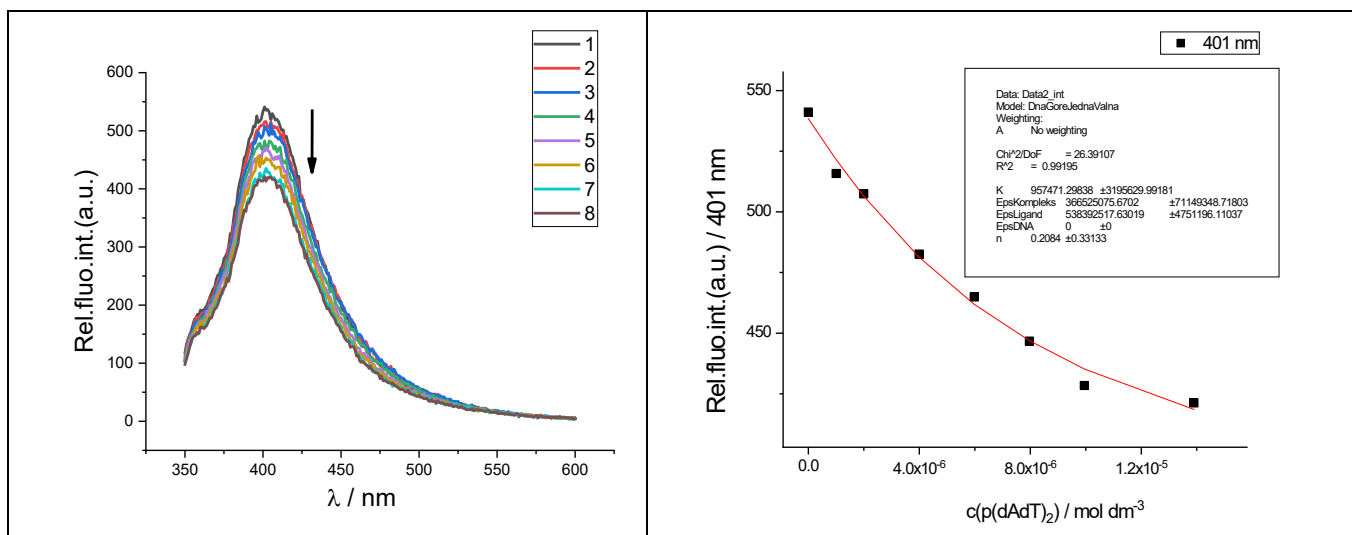 1
2
3
4
5
6
7
8
600
500
400
300
200
100
0
350 400 450 500 550 600
Rel.fluo.int.(a.u.)
λ / nm
401 nm
550
500
450
Rel.fluo.int.(a.u.) / 401 nm
Data: Data2_int
Model: DnaGoreJednaValna
Weighting:
A No weighting
Chi^2/DoF = 26.39107
R^2 = 0.99195
K 957471.29838 ±3195629.99181
EpsKompleks 366525075.6702 ±71149348.71803
EpsLigand 538392517.63019 ±4751196.11037
EpsDNA 0 ±0
n 0.2084 ±0.33133
0.0 4.0x10⁻⁶ 8.0x10⁻⁶ 1.2x10⁻⁵
c(p(dAdT)₂) / mol dm⁻³